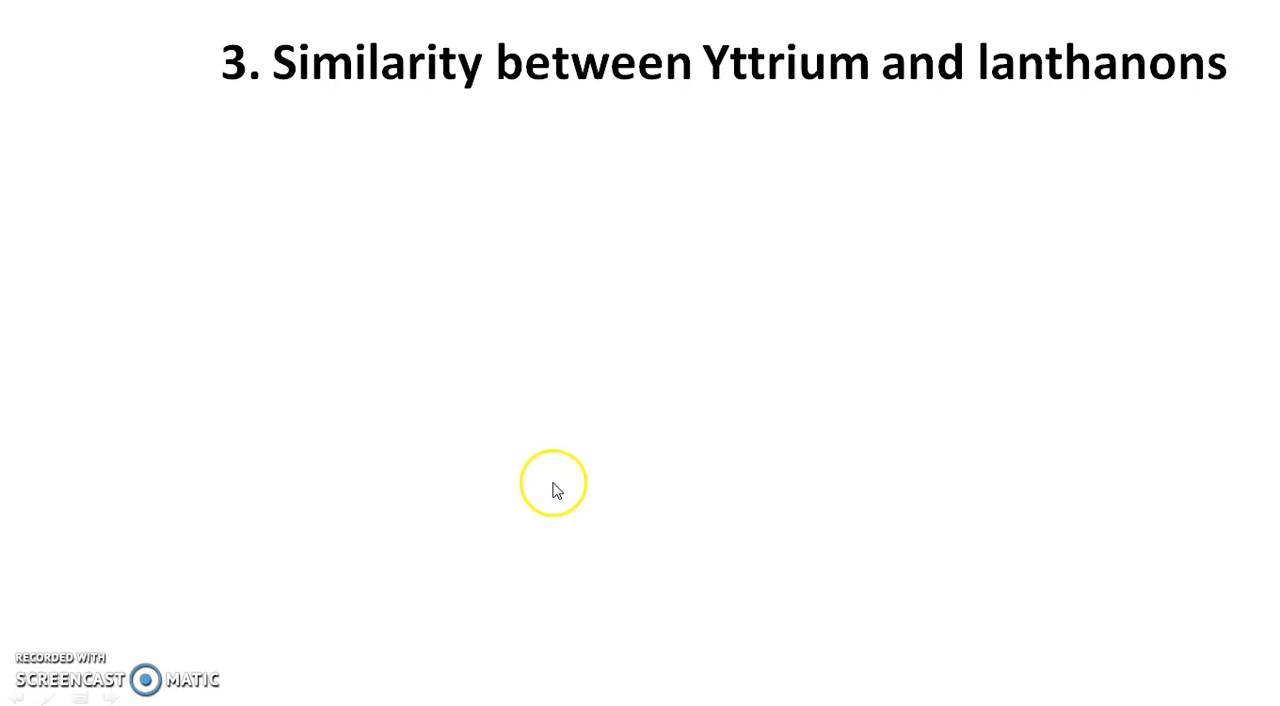 3. Similarity between Yttrium and lanthanons
RECORDED WITH
SCREENCAST MATIC